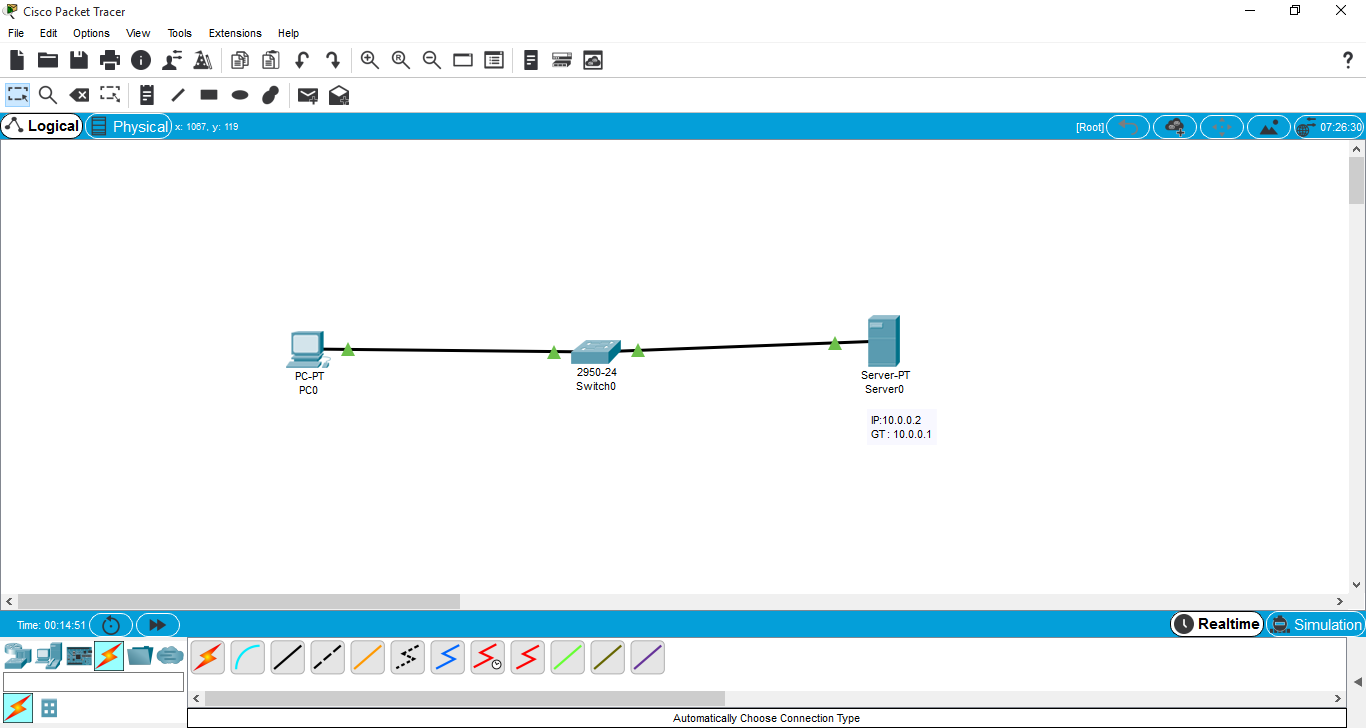 Cisco Packet Tracer
File Edit Options View Tools Extensions Help
R
?
Logical Physical x: 1067, y: 119 [Root] 07:26:30
PC-PT
PC0
2950-24
Switch0
Server-PT
Server0
IP:10.0.0.2
GT : 10.0.0.1
Time: 00:14:51 Realtime Simulation
Automatically Choose Connection Type